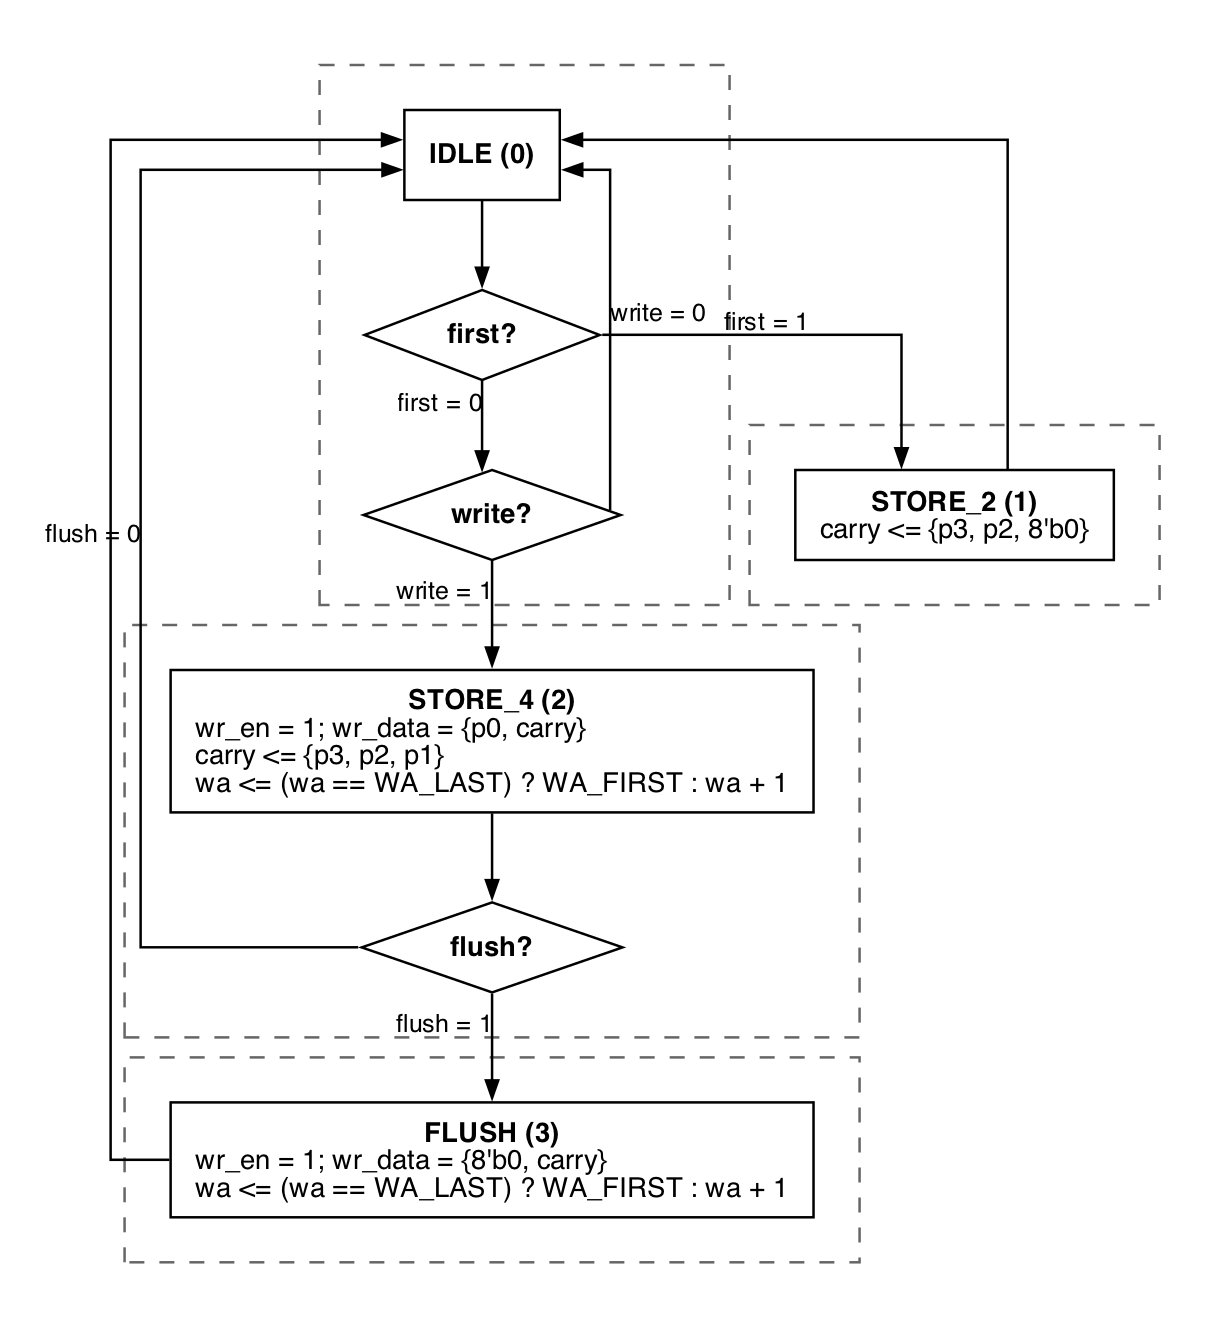 IDLE (0)
first?
write = 0
first = 1
first = 0
write?
STORE_2 (1)
carry <= {p3, p2, 8'b0}
flush = 0
write = 1
STORE_4 (2)
wr_en = 1; wr_data = {p0, carry}
carry <= {p3, p2, p1}
wa <= (wa == WA_LAST) ? WA_FIRST : wa + 1
flush?
flush = 1
FLUSH (3)
wr_en = 1; wr_data = {8'b0, carry}
wa <= (wa == WA_LAST) ? WA_FIRST : wa + 1